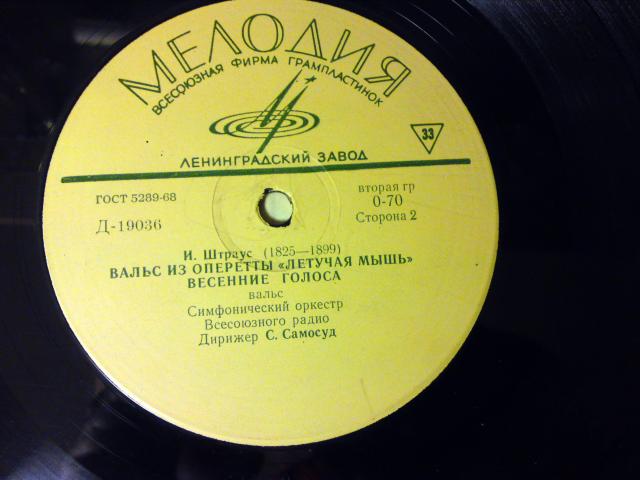 МЕЛОДИЯ
ВСЕСОЮЗНАЯ ФИРМА ГРАМПЛАСТИНОК
33
ЛЕНИНГРАДСКИЙ ЗАВОД
ГОСТ 5289-68
вторая гр
Д-19036
0-70
Сторона 2
И. Штраус (1825—1899)
ВАЛЬС ИЗ ОПЕРЕТТЫ «ЛЕТУЧАЯ МЫШЬ»
ВЕСЕННИЕ ГОЛОСА
вальс
Симфонический оркестр
Всесоюзного радио
Дирижер С. Самосуд